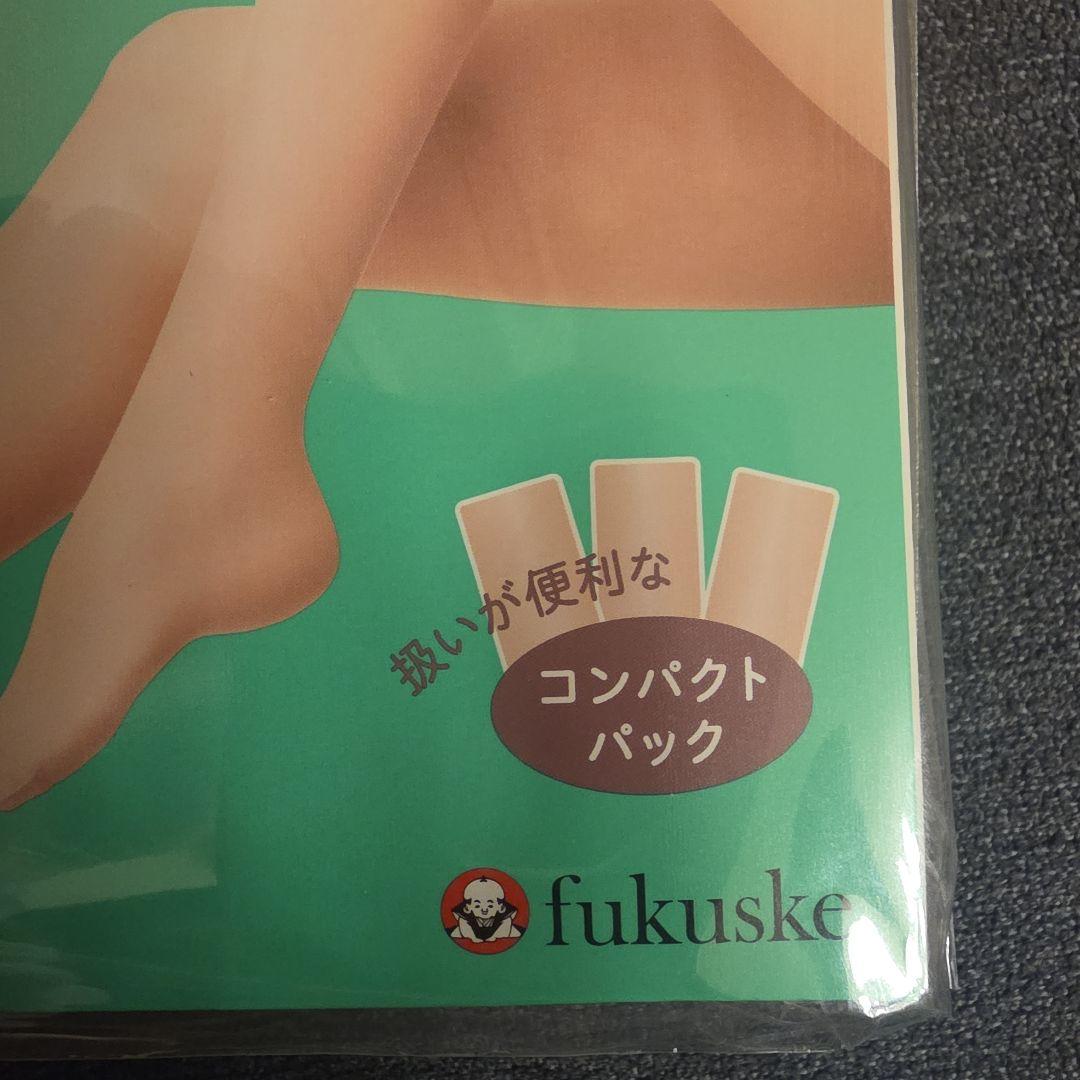 扱いが便利な
コンパクト
パック
fukuske